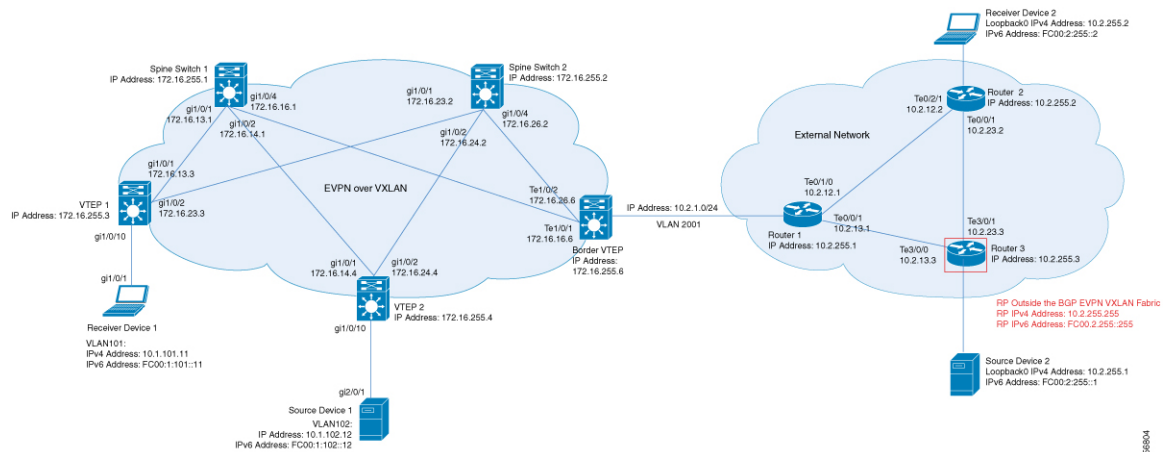 Spine Switch 1
IP Address: 172.16.255.1
gi1/0/1
172.16.13.1
gi1/0/4
172.16.16.1
gi1/0/2
172.16.14.1
Spine Switch 2
IP Address: 172.16.255.2
gi1/0/1
172.16.23.2
gi1/0/4
172.16.26.2
gi1/0/2
172.16.24.2
EVPN over VXLAN
gi1/0/1
172.16.13.3
VTEP 1
IP Address: 172.16.255.3
gi1/0/2
172.16.23.3
gi1/0/10
gi1/0/1
Receiver Device 1
VLAN101:
IPv4 Address: 10.1.101.11
IPv6 Address: FC00:1:101::11
gi1/0/1
172.16.14.4
gi1/0/2
172.16.24.4
VTEP 2
IP Address: 172.16.255.4
gi1/0/10
gi2/0/1
Source Device 1
VLAN102:
IP Address: 10.1.102.12
IPv6 Address: FC00:1:102::12
Te1/0/2
172.16.26.6
Te1/0/1
172.16.16.6
Border VTEP
IP Address:
172.16.255.6
IP Address: 10.2.1.0/24
VLAN 2001
External Network
Receiver Device 2
Loopback0 IPv4 Address: 10.2.255.2
IPv6 Address: FC00:2:255::2
Te0/2/1
10.2.12.2
Router 2
IP Address: 10.2.255.2
Te0/0/1
10.2.23.2
Te0/1/0
10.2.12.1
Te0/0/1
10.2.13.1
Router 1
IP Address: 10.2.255.1
Te3/0/1
10.2.23.3
Te3/0/0
10.2.13.3
Router 3
IP Address: 10.2.255.3
RP Outside the BGP EVPN VXLAN Fabric
RP IPv4 Address: 10.2.255.255
RP IPv6 Address: FC00.2.255::255
Source Device 2
Loopback0 IPv4 Address: 10.2.255.1
IPv6 Address: FC00:2:255::1